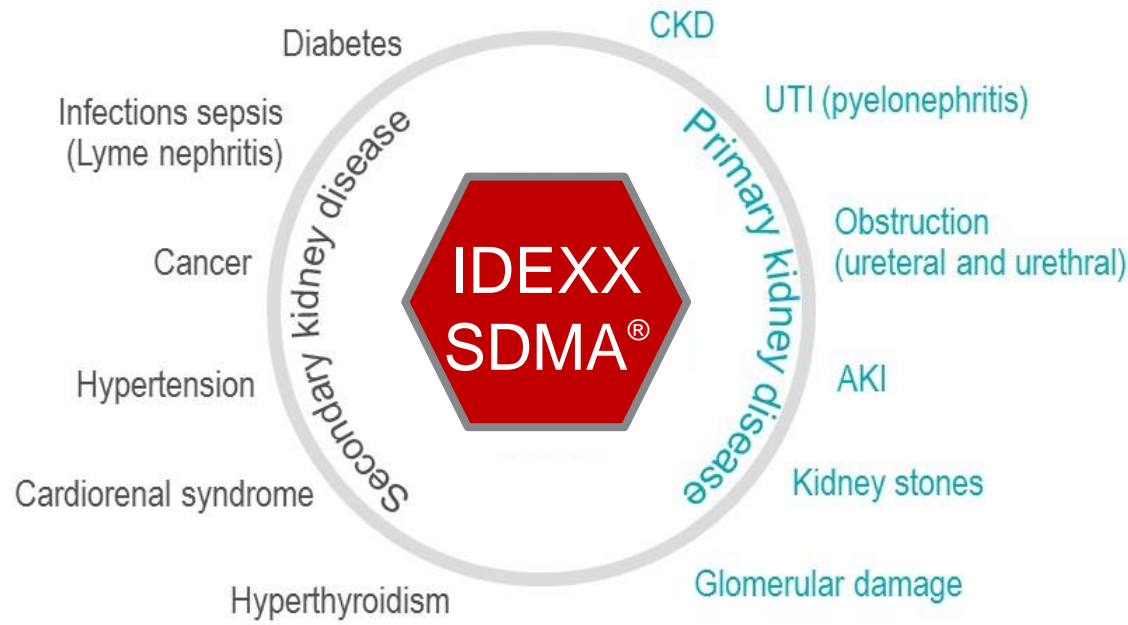 Diabetes
Infections sepsis
(Lyme nephritis)
Cancer
Hypertension
Cardiorenal syndrome
Hyperthyroidism
Secondary kidney disease
IDEXX
SDMA®
Primary kidney disease
CKD
UTI (pyelonephritis)
Obstruction
(ureteral and urethral)
AKI
Kidney stones
Glomerular damage